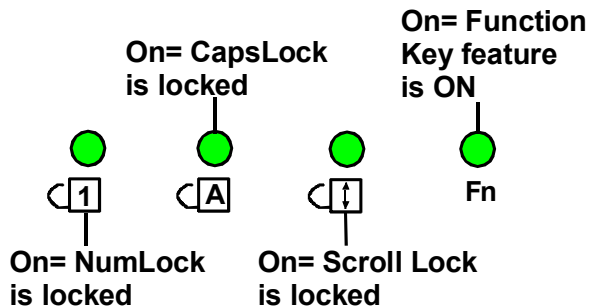 On= Function
Key feature
is ON
On= CapsLock
is locked
1
A
Fn
On= NumLock
is locked
On= Scroll Lock
is locked